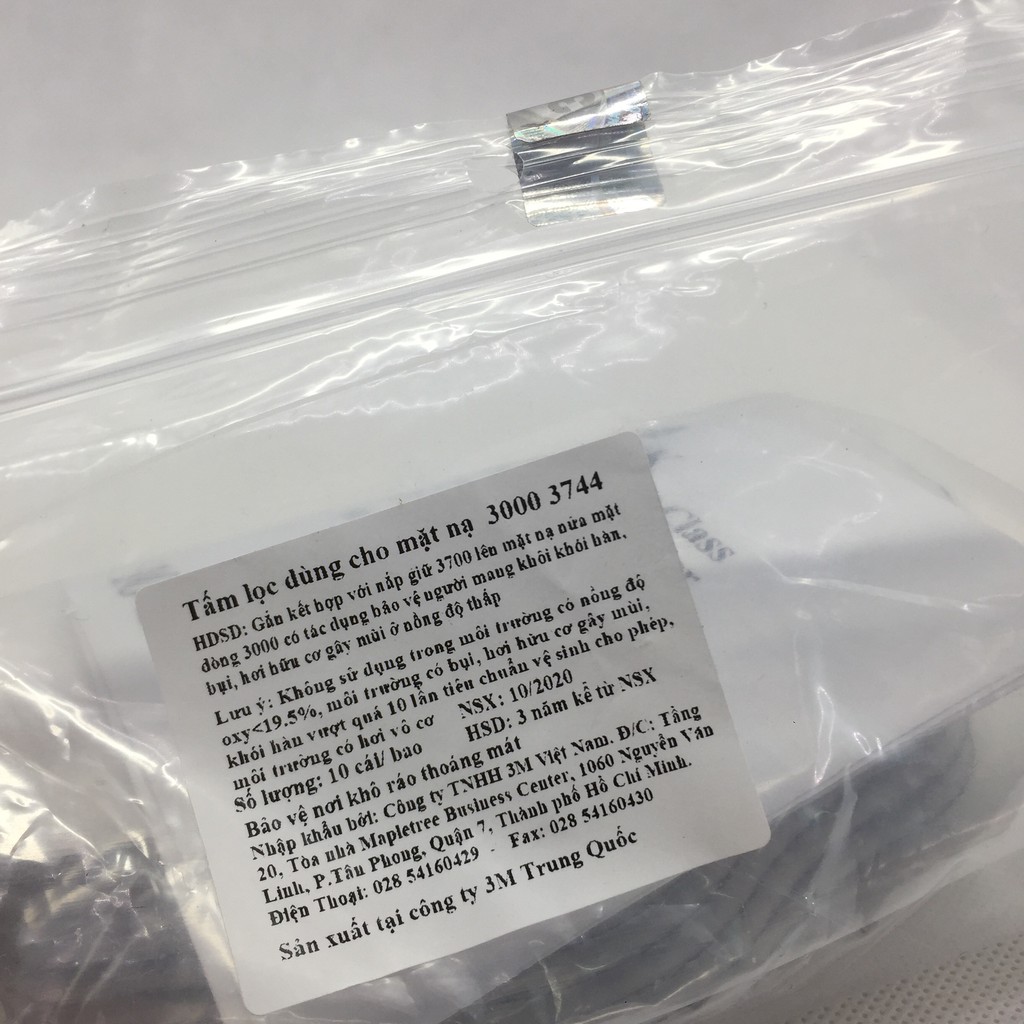 Tấm lọc dùng cho mặt nạ 3000 3744
HDSD: Gắn kết hợp với nắp giữ 3700 lên mặt nạ nửa mặt
dòng 3000 có tác dụng bảo vệ người mang khỏi khói hàn,
bụi, hơi hữu cơ gây mùi ở nồng độ thấp
Lưu ý: Không sử dụng trong môi trường có nồng độ
oxy<19.5%, môi trường có bụi, hơi hữu cơ gây mùi,
khói hàn vượt quá 10 lần tiêu chuẩn vệ sinh cho phép,
môi trường có hơi vô cơ NSX: 10/2020
Số lượng: 10 cái/ bao HSD: 3 năm kể từ NSX
Bảo vệ nơi khô ráo thoáng mát
Nhập khẩu bởi: Công ty TNHH 3M Việt Nam. Đ/C: Tầng
20, Tòa nhà Mapletree Business Center, 1060 Nguyễn Văn
Linh, P.Tân Phong, Quận 7, Thành phố Hồ Chí Minh.
Điện Thoại: 028 54160429 - Fax: 028 54160430
Sản xuất tại công ty 3M Trung Quốc
Class